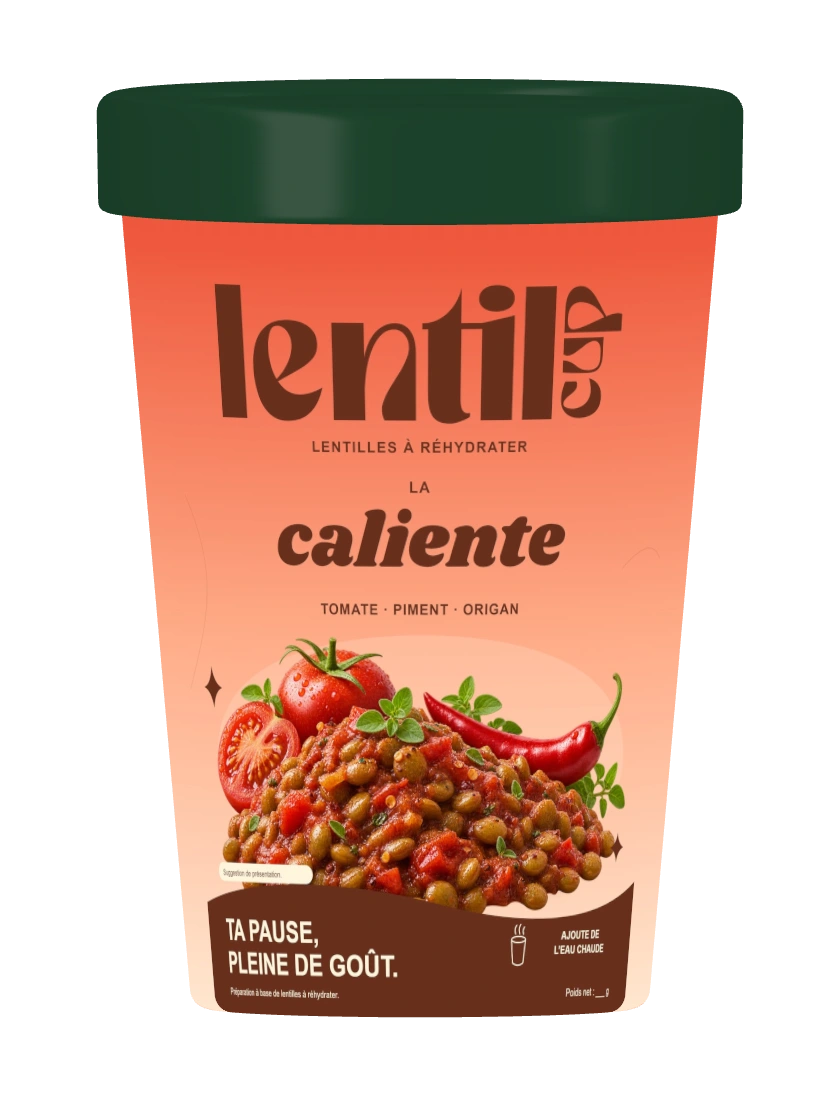 lentil cup
LENTILLES À RÉHYDRATER
LA
caliente
TOMATE · PIMENT · ORIGAN
Suggestion de présentation.
TA PAUSE,
PLEINE DE GOÛT.
AJOUTE DE
L'EAU CHAUDE
Préparation à base de lentilles à réhydrater.
Poids net : __ g